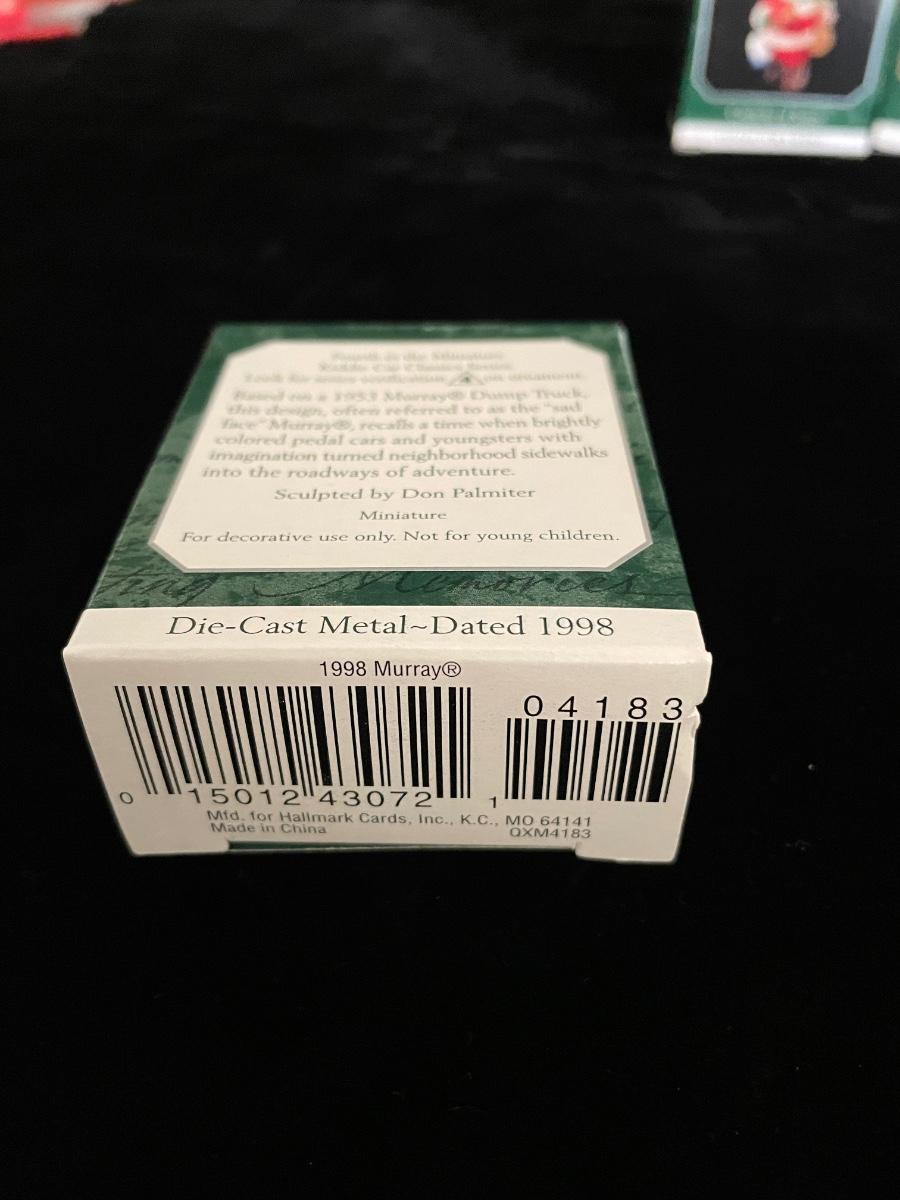 Fourth in the Miniature
Kiddie Car Classics Series
Look for series verification 4 on ornament.
Based on a 1953 Murray® Dump Truck,
this design, often referred to as the "sad
face" Murray®, recalls a time when brightly
colored pedal cars and youngsters with
imagination turned neighborhood sidewalks
into the roadways of adventure.
Sculpted by Don Palmiter
Miniature
For decorative use only. Not for young children.
Memories
Die-Cast Metal~Dated 1998
1998 Murray®
04183
0 15012 43072 1
Mfd. for Hallmark Cards, Inc., K.C., MO 64141
Made in China QXM4183